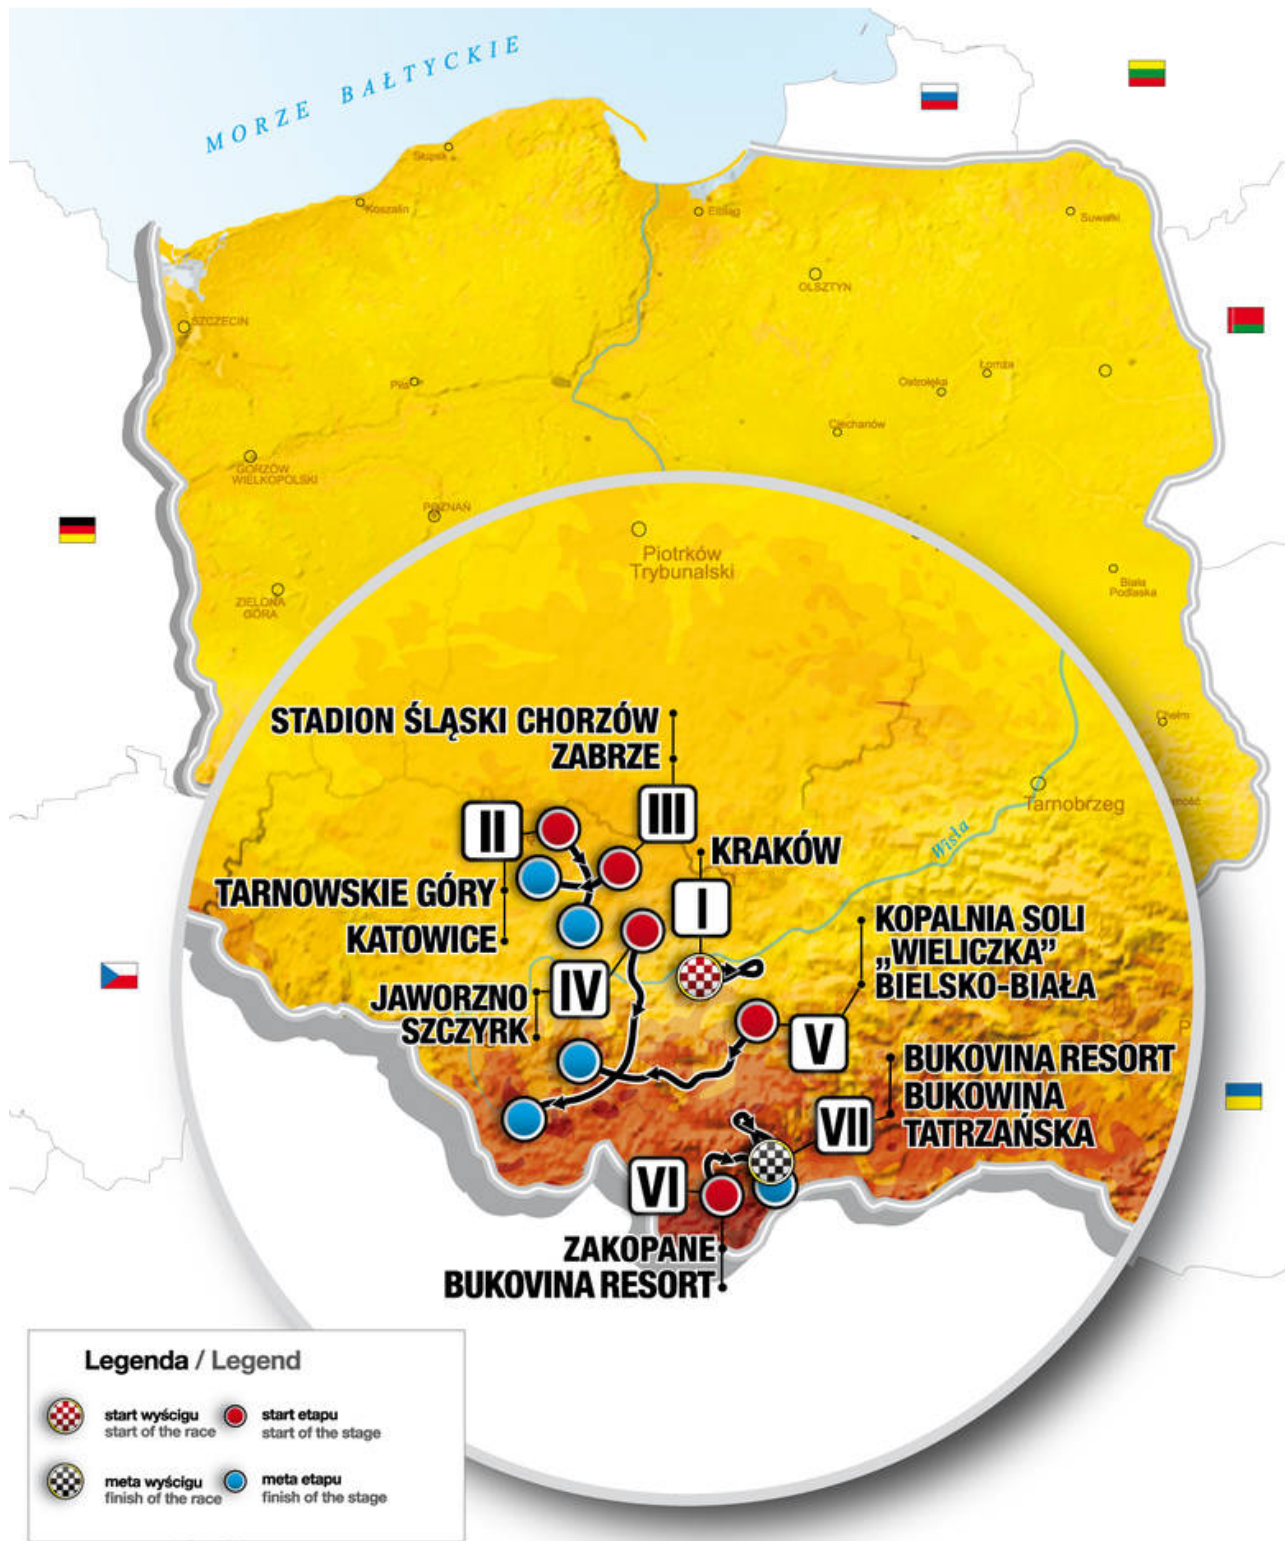 MORZE BAŁTYCKIE
Słupsk
Koszalin
Elbląg
Suwałki
OLSZTYN
SZCZECIN
Piła
Łomża
Ostrołęka
Ciechanów
GORZÓW
WIELKOPOLSKI
POZNAŃ
Piotrków
Trybunalski
Biała
Podlaska
ZIELONA
GÓRA
STADION ŚLĄSKI CHORZÓW
ZABRZE
Chełm
II
III
Tarnobrzeg
Wisła
KRAKÓW
TARNOWSKIE GÓRY
KATOWICE
I
KOPALNIA SOLI
„WIELICZKA”
BIELSKO-BIAŁA
JAWORZNO
SZCZYRK
IV
V
BUKOVINA RESORT
BUKOWINA
TATRZAŃSKA
VII
VI
ZAKOPANE
BUKOVINA RESORT
Legenda / Legend
start wyścigu
start of the race
start etapu
start of the stage
meta wyścigu
finish of the race
meta etapu
finish of the stage